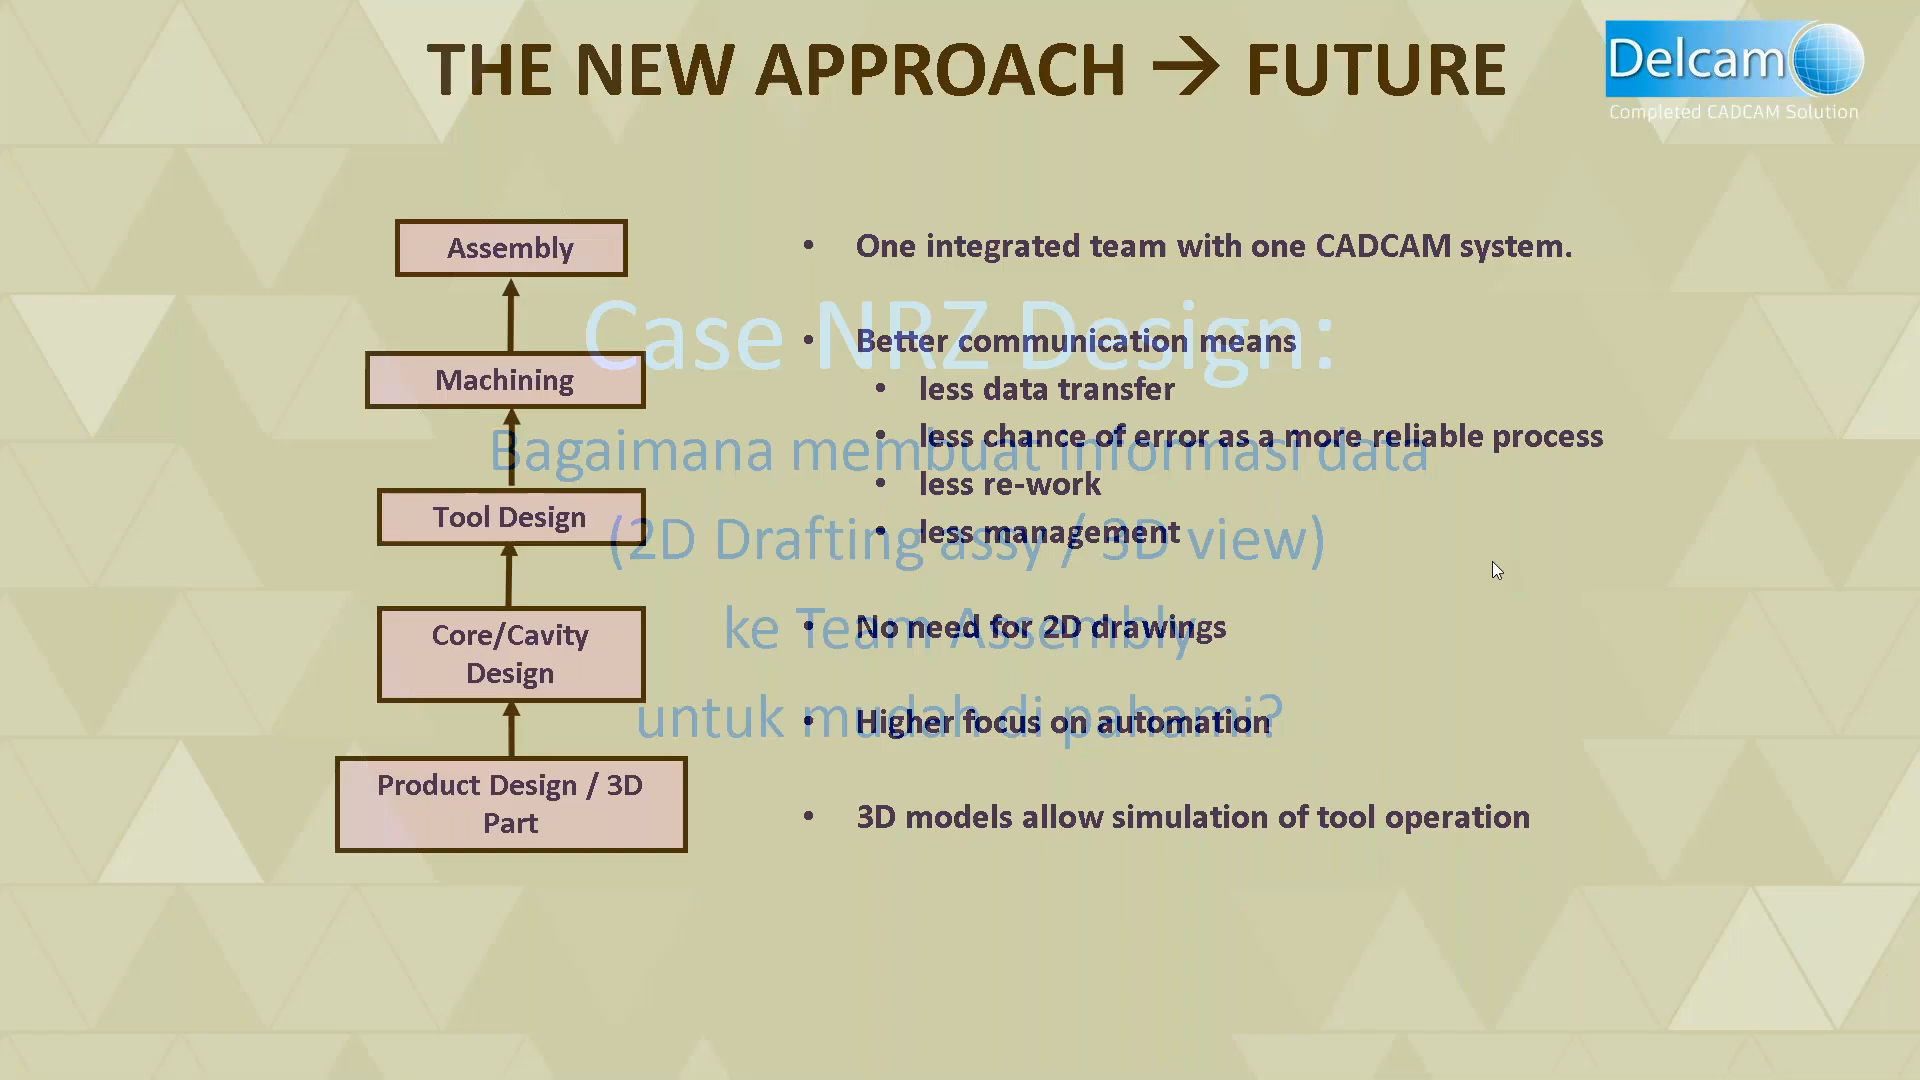 THE NEW APPROACH → FUTURE
Delcam
Completed CADCAM Solution
Assembly
Machining
Tool Design
Core/Cavity
Design
Product Design / 3D
Part
• One integrated team with one CADCAM system.
• Better communication means
• less data transfer
• less chance of error as a more reliable process
• less re-work
• less management
• No need for 2D drawings
• Higher focus on automation
• 3D models allow simulation of tool operation
Case NRZ Design:
Bagaimana membuat informasi data
(2D Drafting assy / 3D view)
ke Team Assembly
untuk mudah di pahami?